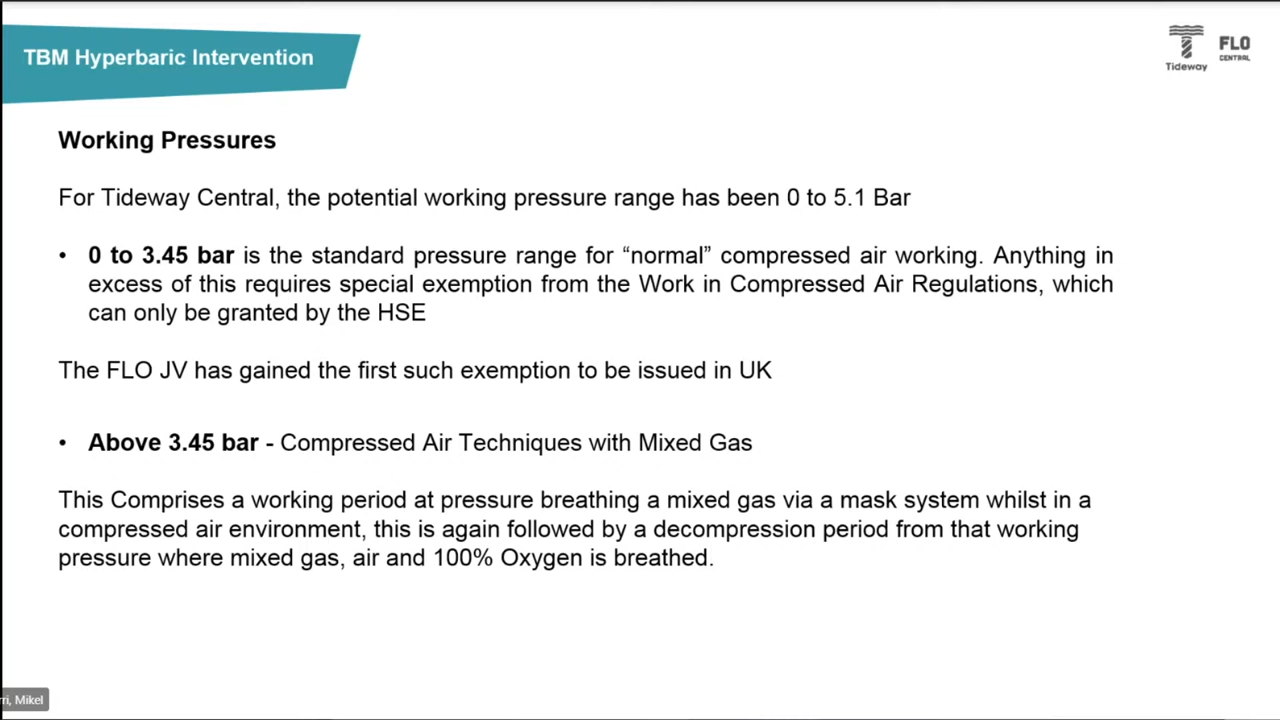 TBM Hyperbaric Intervention
Tideway
FLO
CENTRAL
Working Pressures
For Tideway Central, the potential working pressure range has been 0 to 5.1 Bar
• 0 to 3.45 bar is the standard pressure range for “normal” compressed air working. Anything in
excess of this requires special exemption from the Work in Compressed Air Regulations, which
can only be granted by the HSE
The FLO JV has gained the first such exemption to be issued in UK
• Above 3.45 bar - Compressed Air Techniques with Mixed Gas
This Comprises a working period at pressure breathing a mixed gas via a mask system whilst in a
compressed air environment, this is again followed by a decompression period from that working
pressure where mixed gas, air and 100% Oxygen is breathed.
ri, Mikel